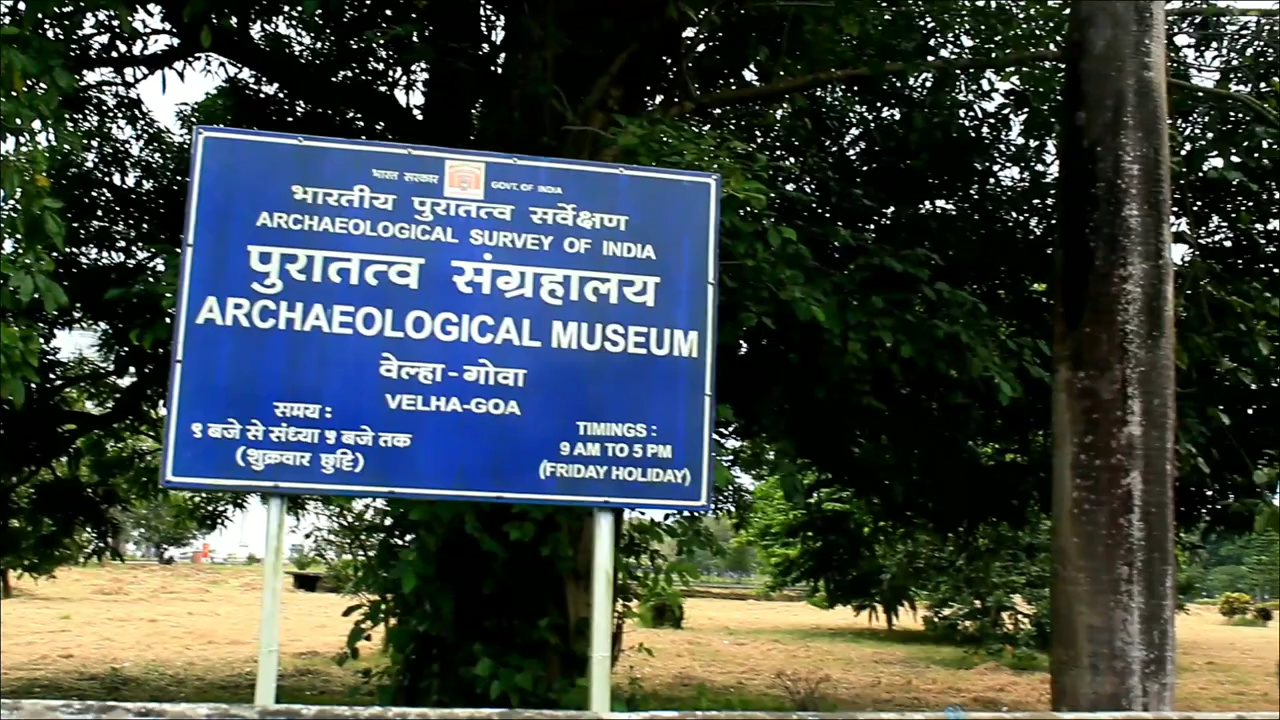 भारत सरकार GOVT. OF INDIA
भारतीय पुरातत्व सर्वेक्षण
ARCHAEOLOGICAL SURVEY OF INDIA
पुरातत्व संग्रहालय
ARCHAEOLOGICAL MUSEUM
वेल्हा-गोवा
VELHA-GOA
समय :
९ बजे से संध्या ५ बजे तक
(शुक्रवार छुट्टि)
TIMINGS :
9 AM TO 5 PM
(FRIDAY HOLIDAY)